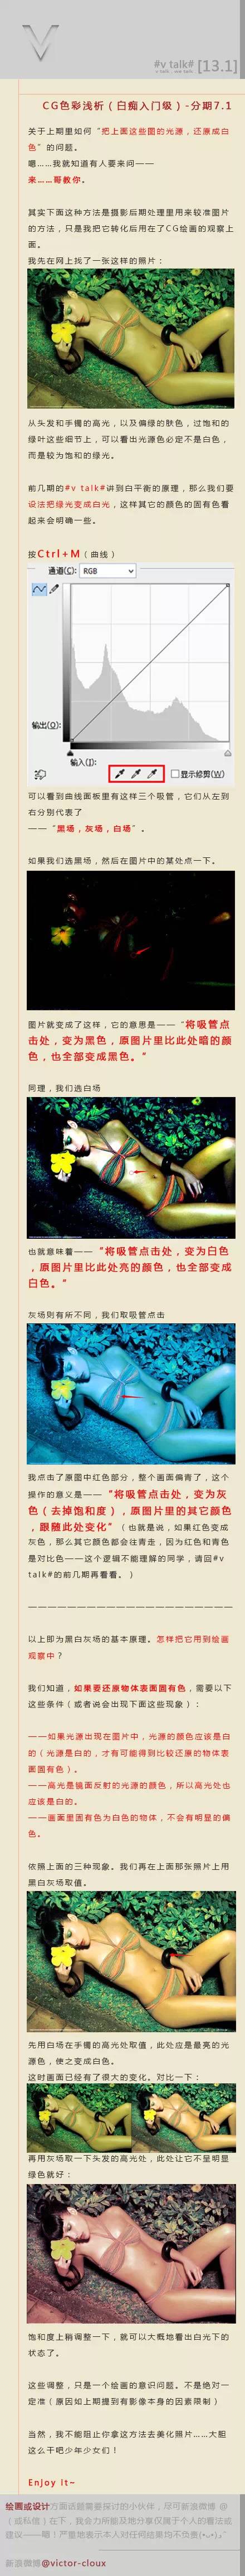 V
#v talk# [13.1]
CG色彩浅析（白痴入门级）-分期7.1
关于上期里如何“把上面这些图的光源，还原成白
色”的问题。
嗯……我就知道有人要来问——
来……哥教你。
其实下面这种方法是摄影后期处理里用来较准图片
的方法，只是我把它转化后用在了CG绘画的观察上
面。
我先在网上找了一张这样的照片：
从头发和手镯的高光，以及偏绿的肤色，过饱和的
绿叶这些细节上，可以看出光源色必定不是白色，
而是较为饱和的绿光。
前几期的#v talk#讲到白平衡的原理，那么我们要
设法把绿光变成白光，这样其它的颜色的固有色看
起来会明确一些。
按Ctrl+M（曲线）
通道(C): RGB
输出(O):
输入(I):
显示修剪(W)
可以看到曲线面板里有这样三个吸管，它们从左到
右分别代表了
——“黑场，灰场，白场”。
如果我们选黑场，然后在图片中的某处点一下。
图片就变成了这样，它的意思是——“将吸管点
击处，变为黑色，原图片里比此处暗的颜
色，也全部变成黑色。”
同理，我们选白场
也就意味着——“将吸管点击处，变为白色
，原图片里比此处亮的颜色，也全部变成
白色。”
灰场则有所不同，我们取吸管点击
我点击了原图中红色部分，整个画面偏青了，这个
操作的意义是——“将吸管点击处，变为灰
色（去掉饱和度），原图片里的其它颜色
，跟随此处变化”（也就是说，如果红色变成
灰色，那么其它颜色都会往青走，因为红色和青色
是对比色——这个逻辑不能理解的同学，请回#v
talk#的前几期再看看。）
————————————————————————
以上即为黑白灰场的基本原理。怎样把它用到绘画
观察中？
我们知道，如果要还原物体表面固有色，需要以下
这些条件（或者说会出现下面这些现象）：
——如果光源出现在图片中，光源的颜色应该是白
的（光源是白的，才有可能得到比较还原的物体表
面固有色）。
——高光是镜面反射的光源的颜色，所以高光处也
应该是白的。
——画面里固有色为白色的物体，不会有明显的偏
色。
依照上面的三种现象。我们再在上面那张照片上用
黑白灰场取值。
先用白场在手镯的高光处取值，此处应是最亮的光
源颜色，使之变成白色。
这时画面已经有了很大的变化。对比一下：
再用灰场取一下头发的高光处，此处让它不呈明显
绿色就好：
饱和度上稍调整一下，就可以大概地看出白光下的
状态了。
这些调整，只是一个绘画的意识问题。不是绝对一
定准（原因如上期提到有影像本身的因素限制）
当然，我不能阻止你拿这方法去美化照片……大胆
这么干吧少年少女们！
Enjoy It~
绘画或设计方面话题需要探讨的小伙伴，尽可新浪微博 @
（或私信）在下，我会力所能及地分享仅属于个人的看法或
新浪微博@victor-cloux